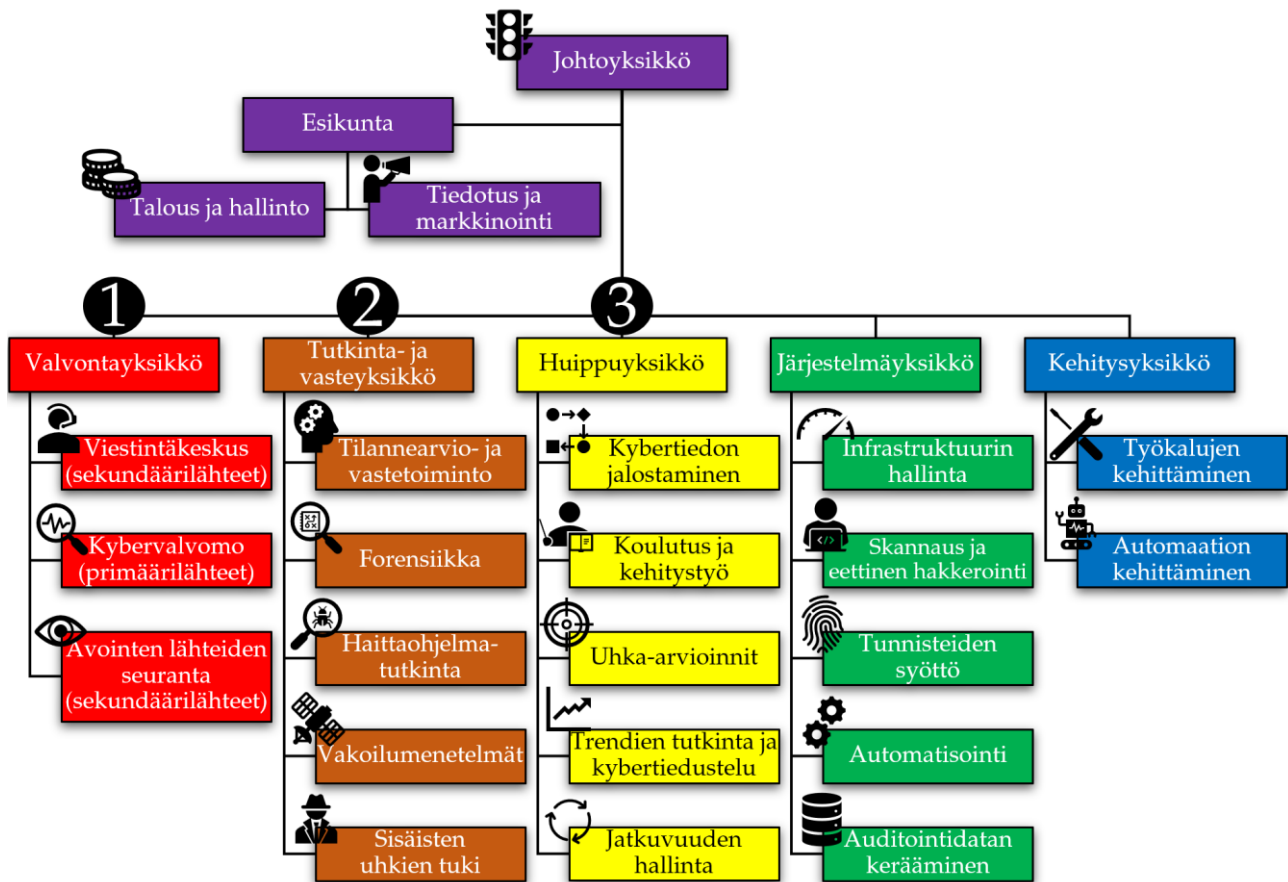 Johtoyksikkö
Esikunta
Talous ja hallinto
Tiedotus ja
markkinointi
1
2
3
Valvontayksikkö
Viestintäkeskus
(sekundäärilähteet)
Kybervalvomo
(primäärilähteet)
Avointen lähteiden
seuranta
(sekundäärilähteet)
Tutkinta- ja
vasteyksikkö
Tilannearvio- ja
vastetoiminto
Forensiikka
Haittaohjelma-
tutkinta
Vakoilumenetelmät
Sisäisten
uhkien tuki
Huippuyksikkö
Kybertiedon
jalostaminen
Koulutus ja
kehitystyö
Uhka-arvioinnit
Trendien tutkinta ja
kybertiedustelu
Jatkuvuuden
hallinta
Järjestelmäyksikkö
Infrastruktuurin
hallinta
</>
Skannaus ja
eettinen hakkerointi
Tunnisteiden
syöttö
Automatisointi
Auditointidatan
kerääminen
Kehitysyksikkö
Työkalujen
kehittäminen
Automaation
kehittäminen